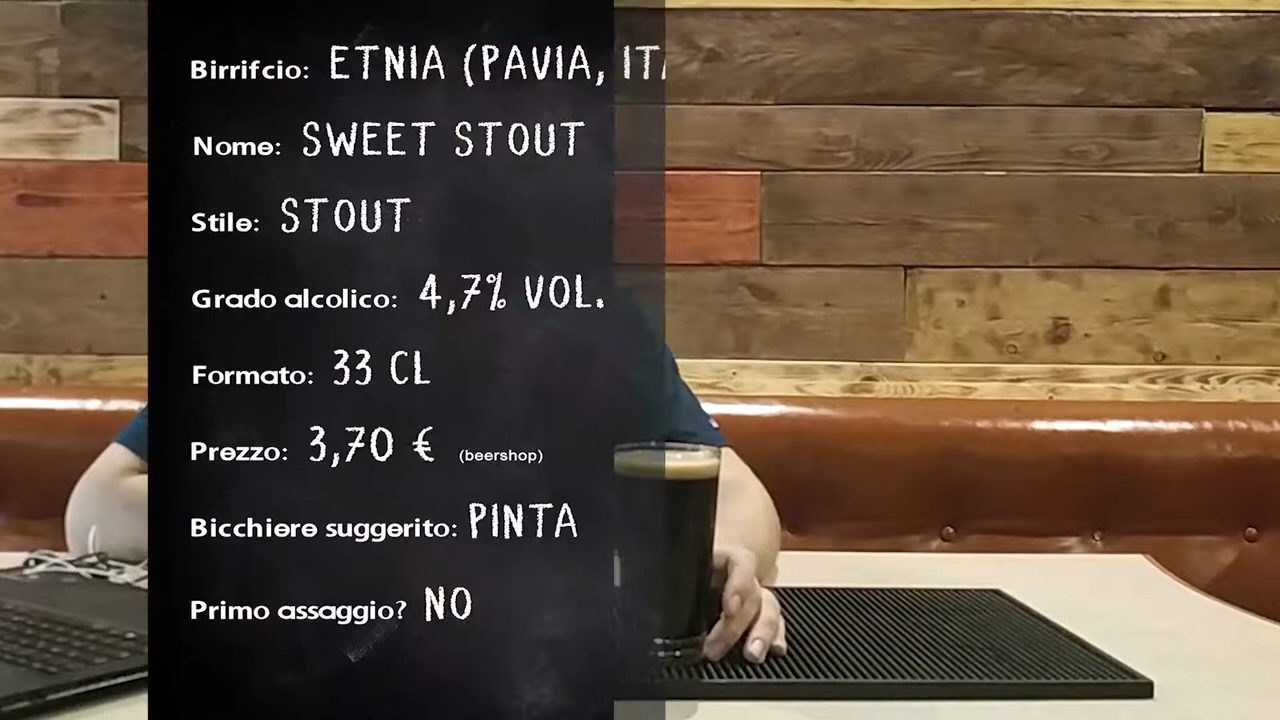 Birrifcio: ETNIA (PAVIA,
Nome: SWEET STOUT
Stile: STOUT
Grado alcolico: 4,7% VOL.
Formato: 33 CL
Prezzo: 3,70 € (beershop)
Bicchiere suggerito: PINTA
Primo assaggio? NO